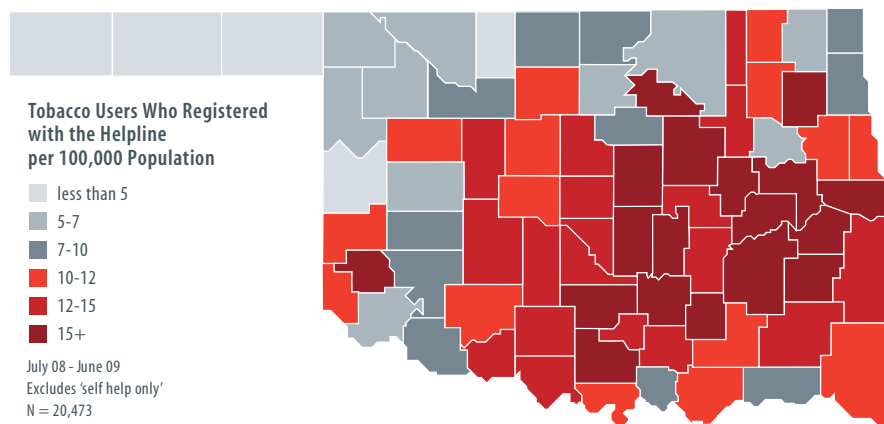 Tobacco Users Who Registered
with the Helpline
per 100,000 Population
less than 5
5-7
7-10
10-12
12-15
15+
July 08 - June 09
Excludes ‘self help only’
N = 20,473